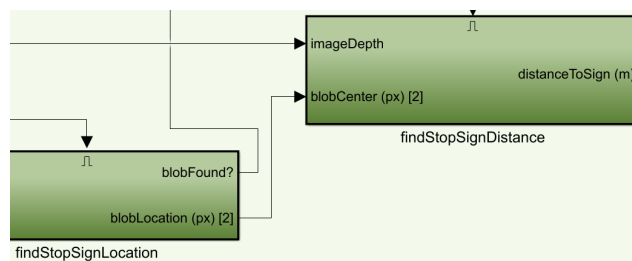 imageDepth
distanceToSign (m)
blobCenter (px) [2]
findStopSignDistance
blobFound?
blobLocation (px) [2]
findStopSignLocation